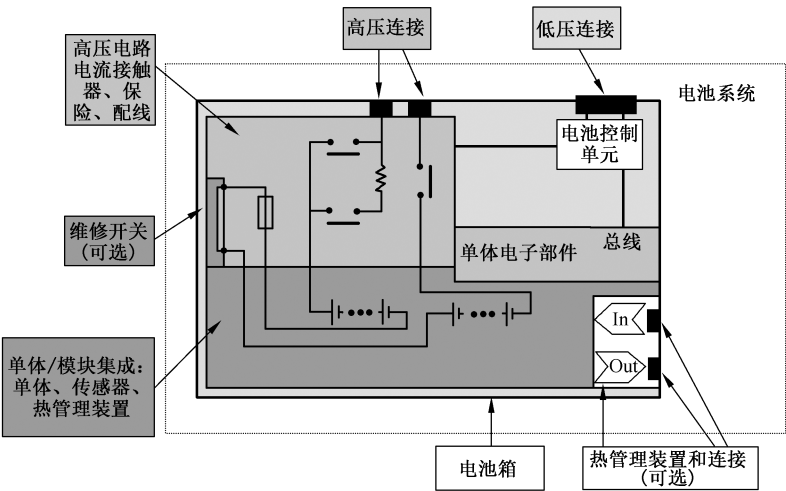 高压连接
低压连接
高压电路
电流接触
器、保
险、配线
电池系统
电池控制
单元
维修开关
(可选)
单体电子部件
总线
In
Out
单体/模块集成:
单体、传感器、
热管理装置
电池箱
热管理装置和连接
(可选)